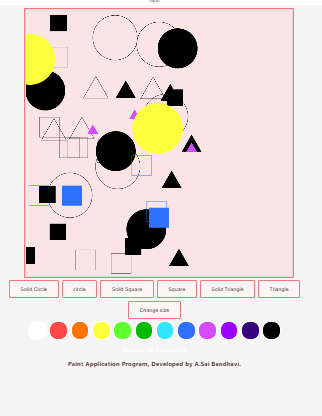 Solid Circle
circle
Solid Square
Square
Solid Triangle
Triangle
Change size
Paint Application Program, Developed by A.Sai Bandhavi.